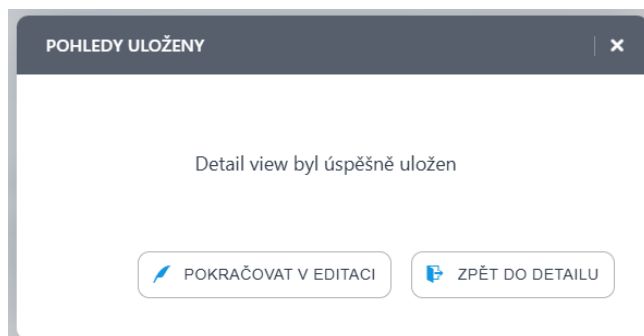 POHLEDY ULOŽENY
Detail view byl úspěšně uložen
POKRAČOVAT V EDITACI
ZPĚT DO DETAILU